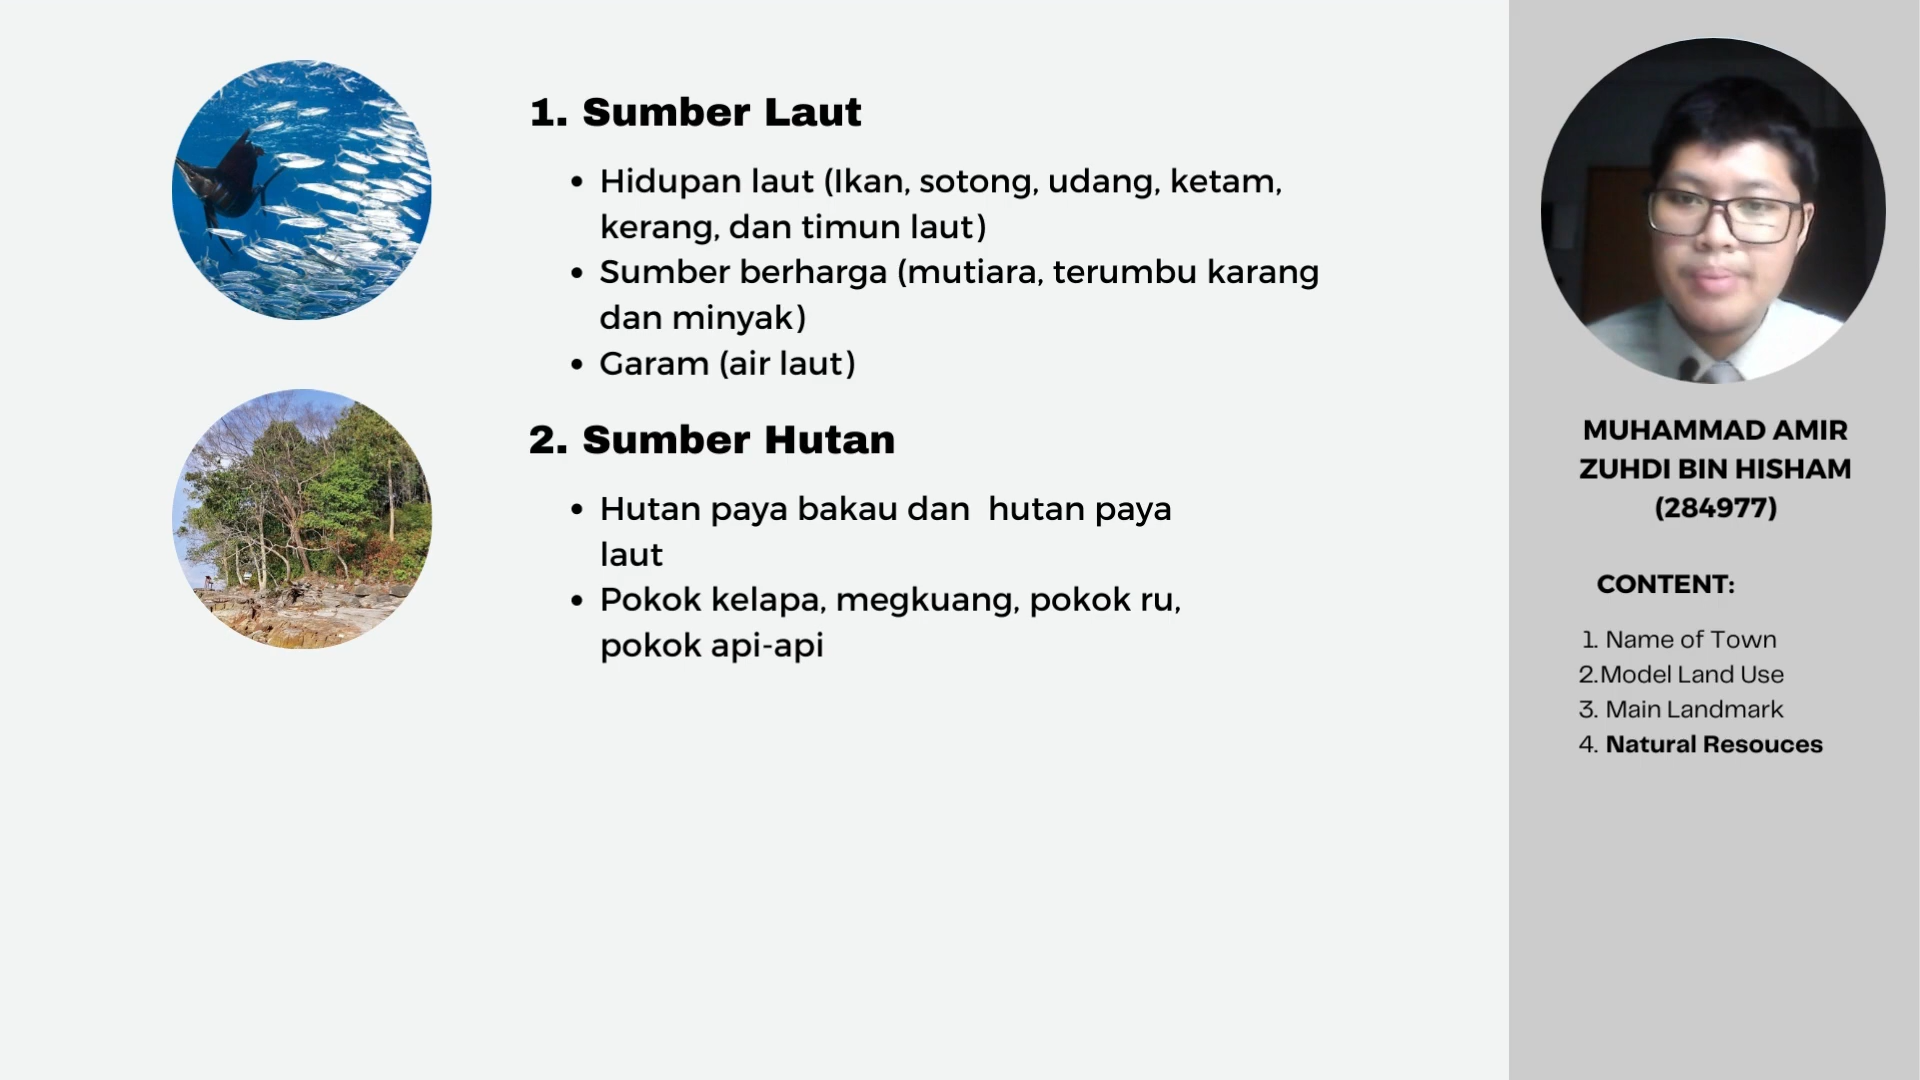 1. Sumber Laut
• Hidupan laut (Ikan, sotong, udang, ketam,
kerang, dan timun laut)
• Sumber berharga (mutiara, terumbu karang
dan minyak)
• Garam (air laut)
2. Sumber Hutan
• Hutan paya bakau dan hutan paya
laut
• Pokok kelapa, megkuang, pokok ru,
pokok api-api
MUHAMMAD AMIR
ZUHDI BIN HISHAM
(284977)
CONTENT:
1. Name of Town
2.Model Land Use
3. Main Landmark
4. Natural Resouces